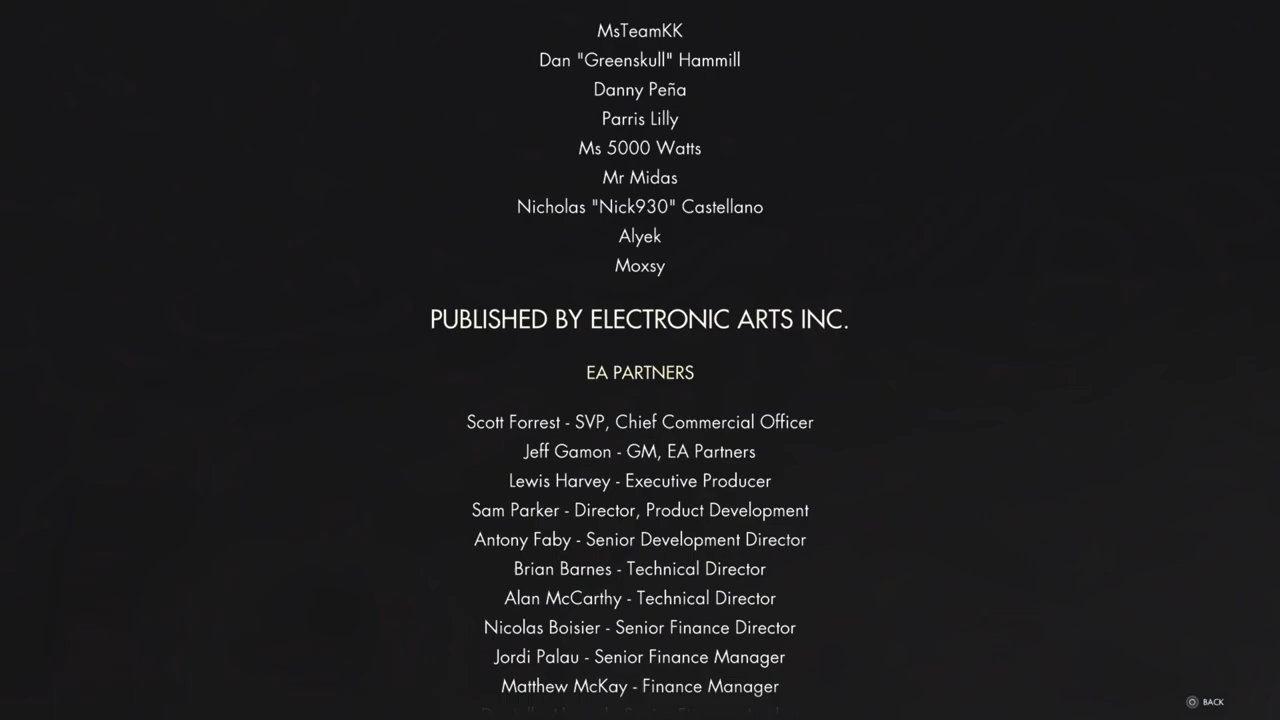 MsTeamKK
Dan "Greenskull" Hammill
Danny Peña
Parris Lilly
Ms 5000 Watts
Mr Midas
Nicholas "Nick930" Castellano
Alyek
Moxsy
PUBLISHED BY ELECTRONIC ARTS INC.
EA PARTNERS
Scott Forrest - SVP, Chief Commercial Officer
Jeff Gamon - GM, EA Partners
Lewis Harvey - Executive Producer
Sam Parker - Director, Product Development
Antony Faby - Senior Development Director
Brian Barnes - Technical Director
Alan McCarthy - Technical Director
Nicolas Boisier - Senior Finance Director
Jordi Palau - Senior Finance Manager
Matthew McKay - Finance Manager
BACK